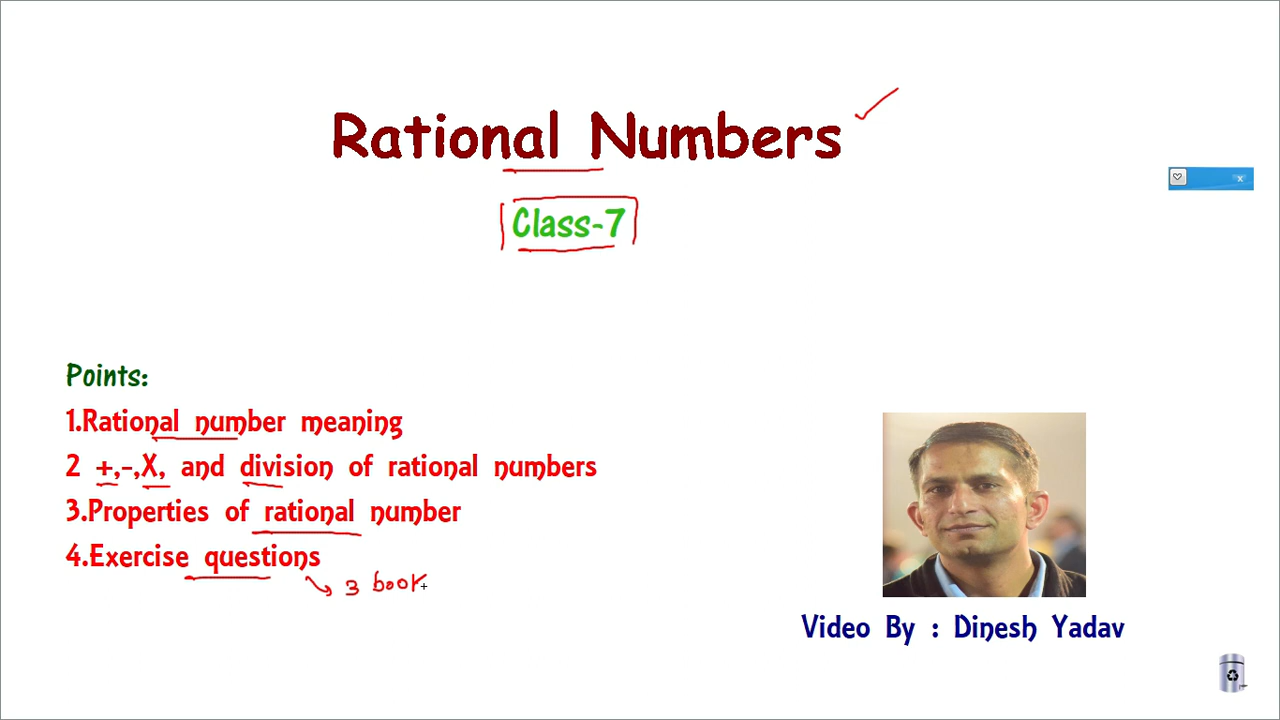 Rational Numbers
Class-7
Points:
1.Rational number meaning
2 +,-,X, and division of rational numbers
3.Properties of rational number
4.Exercise questions
3 book
Video By : Dinesh Yadav